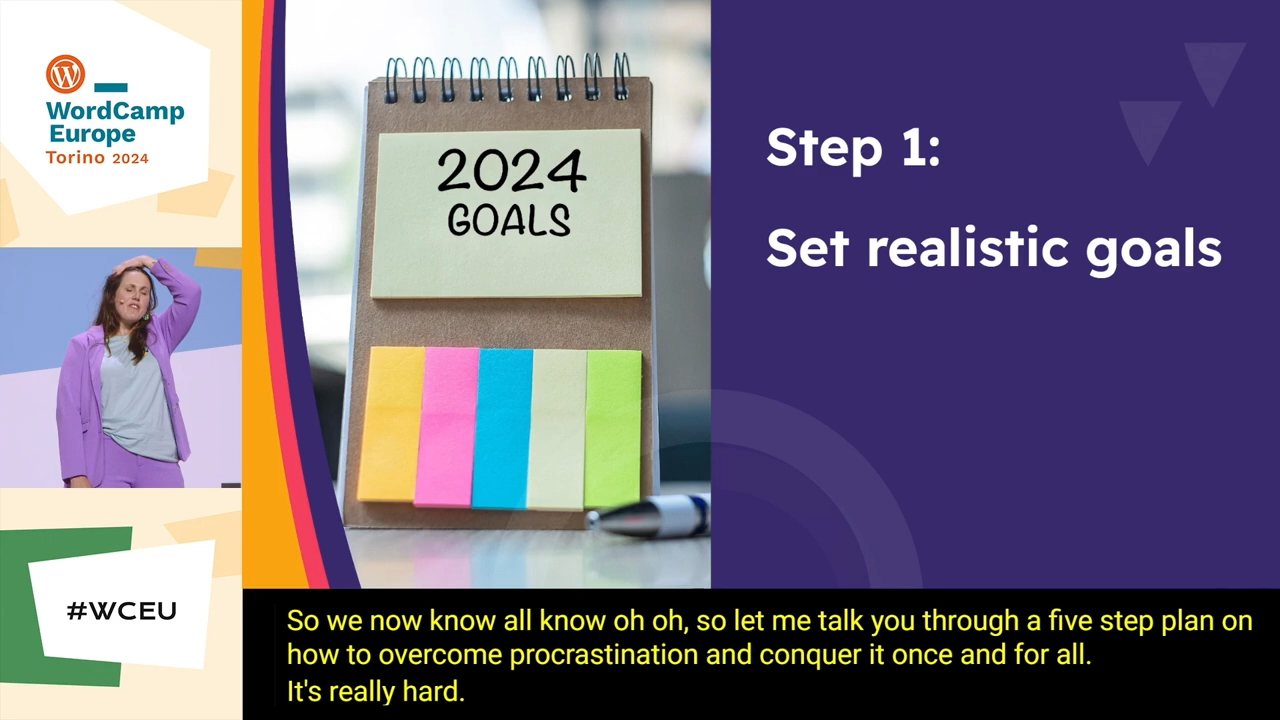 WordCamp
Europe
Torino 2024
2024
GOALS
Step 1:
Set realistic goals
#WCEU
So we now know all know oh oh, so let me talk you through a five step plan on
how to overcome procrastination and conquer it once and for all.
It's really hard.